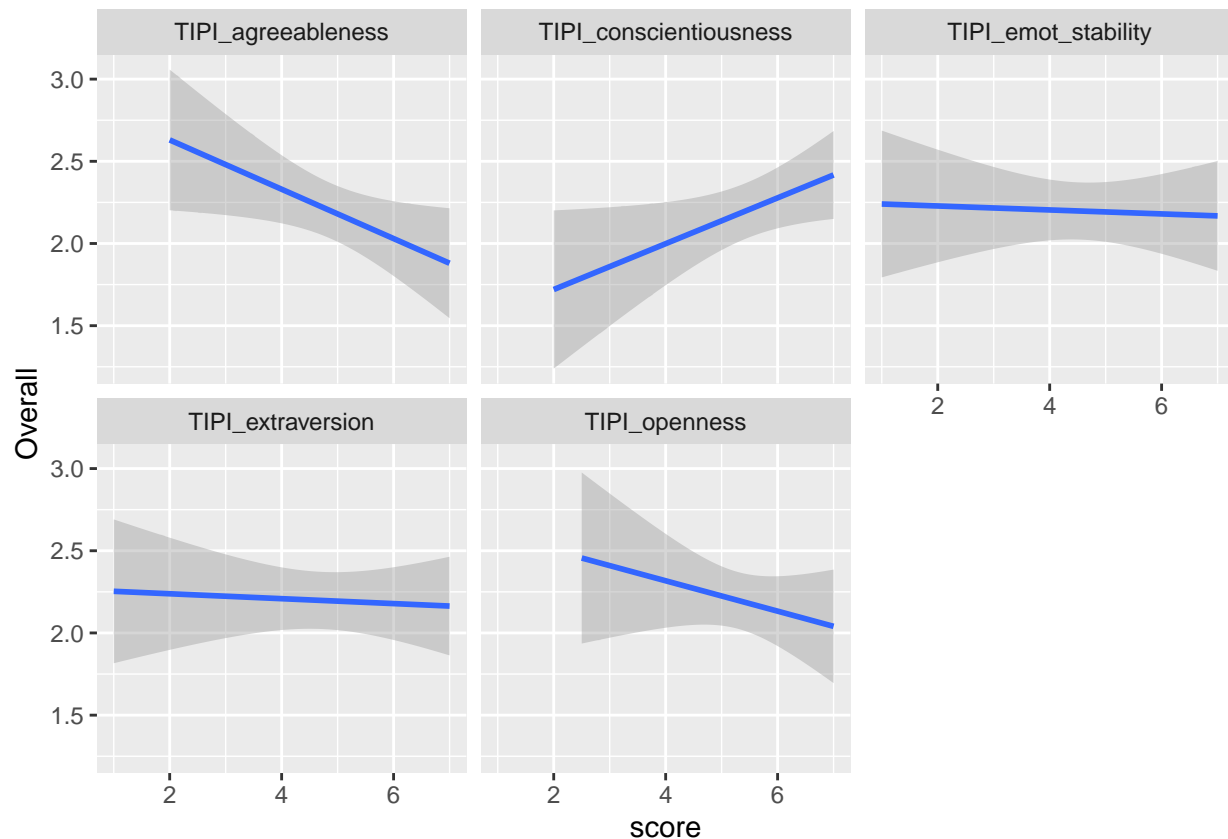 TIPI_agreeableness TIPI_conscientiousness TIPI_emot_stability
3.0
2.5
2.0
1.5
2 4 6
TIPI_extraversion TIPI_openness
3.0
2.5
2.0
1.5
2 4 6 2 4 6
Overall
score